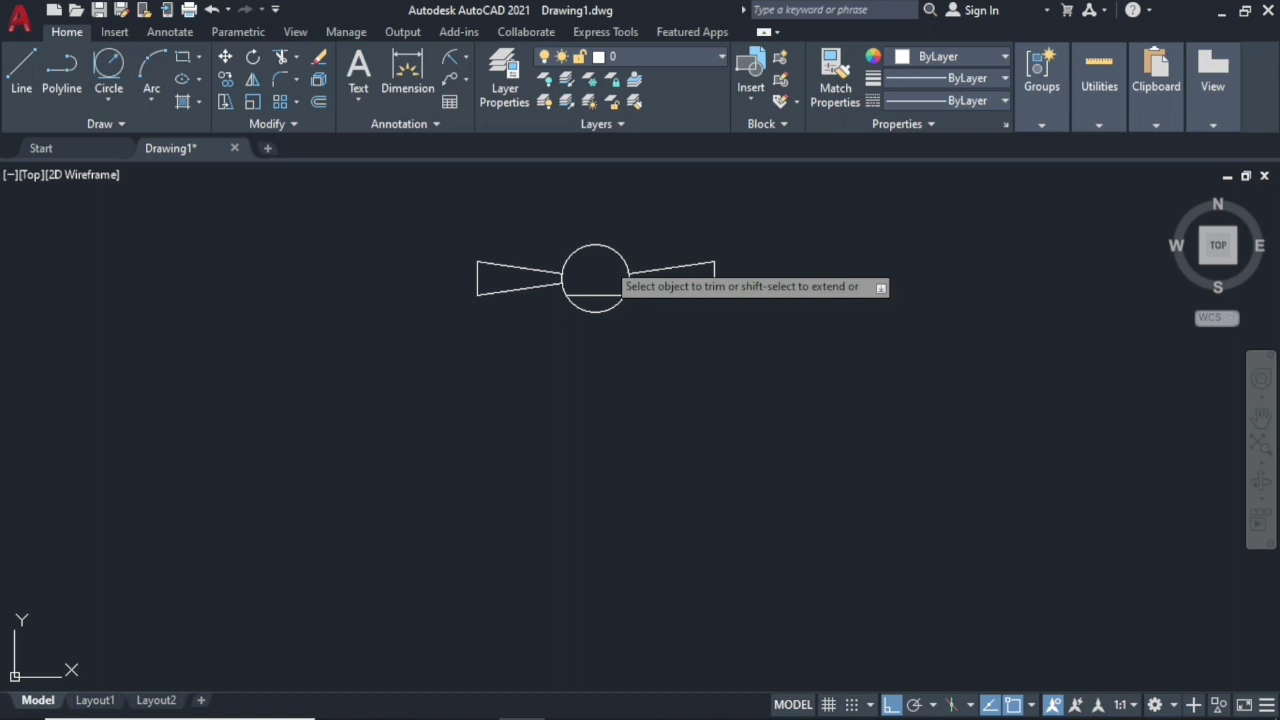 Autodesk AutoCAD 2021 Drawing1.dwg Type a keyword or phrase Sign In
Home Insert Annotate Parametric View Manage Output Add-ins Collaborate Express Tools Featured Apps
0 ByLayer
ByLayer
ByLayer
Line Polyline Circle Arc Text Dimension Layer Properties Insert Match Properties Groups Utilities Clipboard View
Draw Modify Annotation Layers Block Properties
Start Drawing1*
[−][Top][2D Wireframe]
N
W TOP E
S
WCS
Select object to trim or shift-select to extend or
Y
X
Model Layout1 Layout2 MODEL 1:1